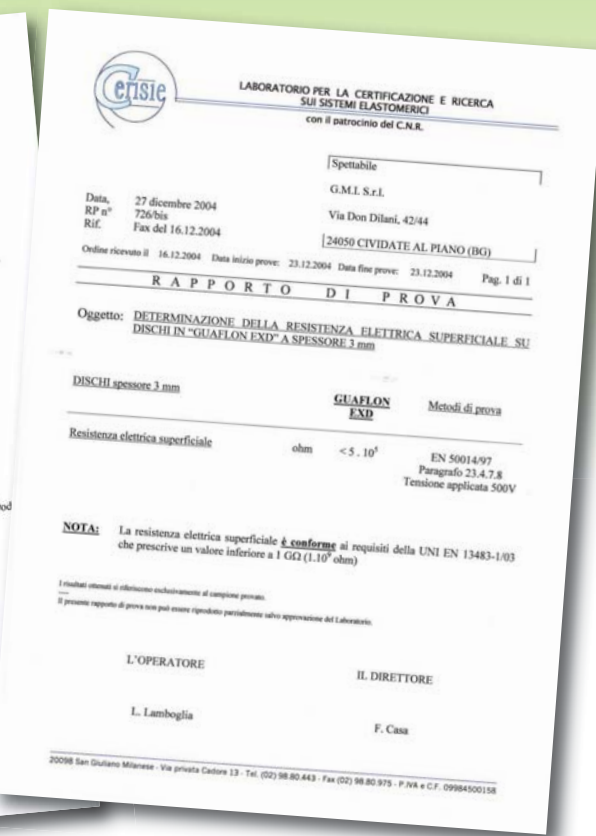 Cerisie
LABORATORIO PER LA CERTIFICAZIONE E RICERCA
SUI SISTEMI ELASTOMERICI
con il patrocinio del C.N.R.
Spettabile
G.M.I. S.r.l.
Via Don Dilani, 42/44
24050 CIVIDATE AL PIANO (BG)
Data, 27 dicembre 2004
RP n° 726/bis
Rif. Fax del 16.12.2004
Ordine ricevuto il 16.12.2004 Data inizio prove: 23.12.2004 Data fine prove: 23.12.2004 Pag. 1 di 1
RAPPORTO DI PROVA
Oggetto: DETERMINAZIONE DELLA RESISTENZA ELETTRICA SUPERFICIALE SU
DISCHI IN "GUAFLON EXD" A SPESSORE 3 mm
DISCHI spessore 3 mm GUAFLON Metodi di prova
EXD
Resistenza elettrica superficiale ohm < 5 . 10⁵ EN 50014/97
Paragrafo 23.4.7.8
Tensione applicata 500V
NOTA: La resistenza elettrica superficiale è conforme ai requisiti della UNI EN 13483-1/03
che prescrive un valore inferiore a 1 GΩ (1.10⁹ ohm)
I risultati ottenuti si riferiscono esclusivamente al campione provato.
Il presente rapporto di prova non può essere riprodotto parzialmente salvo approvazione del Laboratorio.
L'OPERATORE IL DIRETTORE
L. Lamboglia F. Casa
20098 San Giuliano Milanese - Via privata Cadore 13 - Tel. (02) 98.80.443 - Fax (02) 98.80.975 - P.IVA e C.F. 09984500158